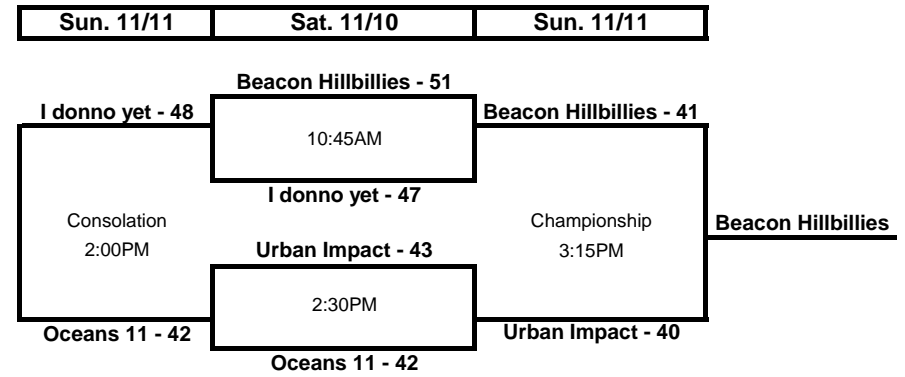 Sun. 11/11 Sat. 11/10 Sun. 11/11
Beacon Hillbillies - 51
I donno yet - 48 Beacon Hillbillies - 41
10:45AM
I donno yet - 47
Consolation Championship Beacon Hillbillies
2:00PM Urban Impact - 43 3:15PM
2:30PM
Oceans 11 - 42 Urban Impact - 40
Oceans 11 - 42